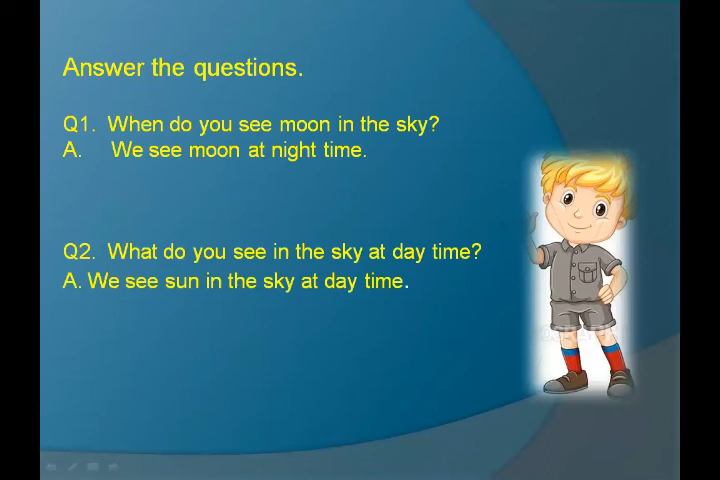 Answer the questions.
Q1. When do you see moon in the sky?
A. We see moon at night time.
Q2. What do you see in the sky at day time?
A. We see sun in the sky at day time.